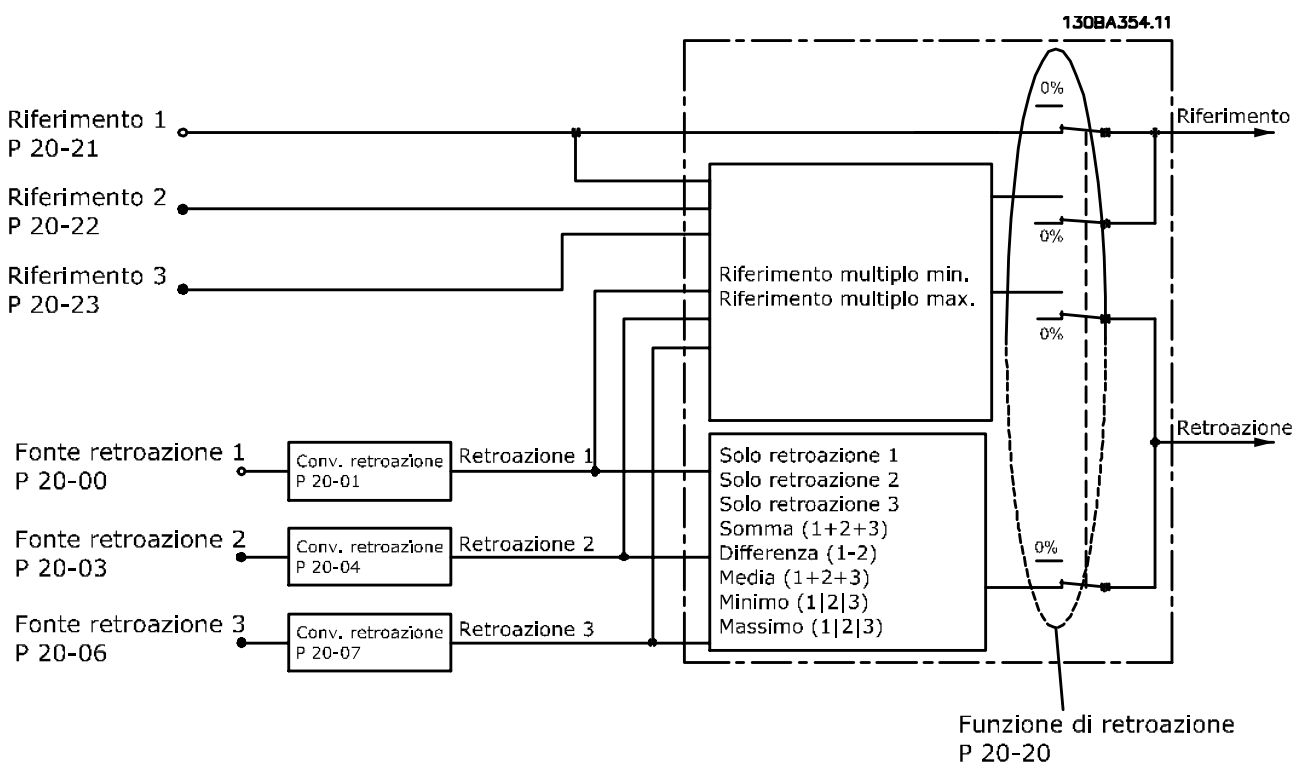 130BA354.11
0%
Riferimento 1
P 20-21
Riferimento
Riferimento 2
P 20-22
0%
Riferimento 3
P 20-23
Riferimento multiplo min.
Riferimento multiplo max.
0%
Retroazione
Fonte retroazione 1
P 20-00
Conv. retroazione
P 20-01
Retroazione 1
Solo retroazione 1
Solo retroazione 2
Solo retroazione 3
Somma (1+2+3)
Differenza (1-2)
Media (1+2+3)
Minimo (1|2|3)
Massimo (1|2|3)
0%
Fonte retroazione 2
P 20-03
Conv. retroazione
P 20-04
Retroazione 2
Fonte retroazione 3
P 20-06
Conv. retroazione
P 20-07
Retroazione 3
Funzione di retroazione
P 20-20